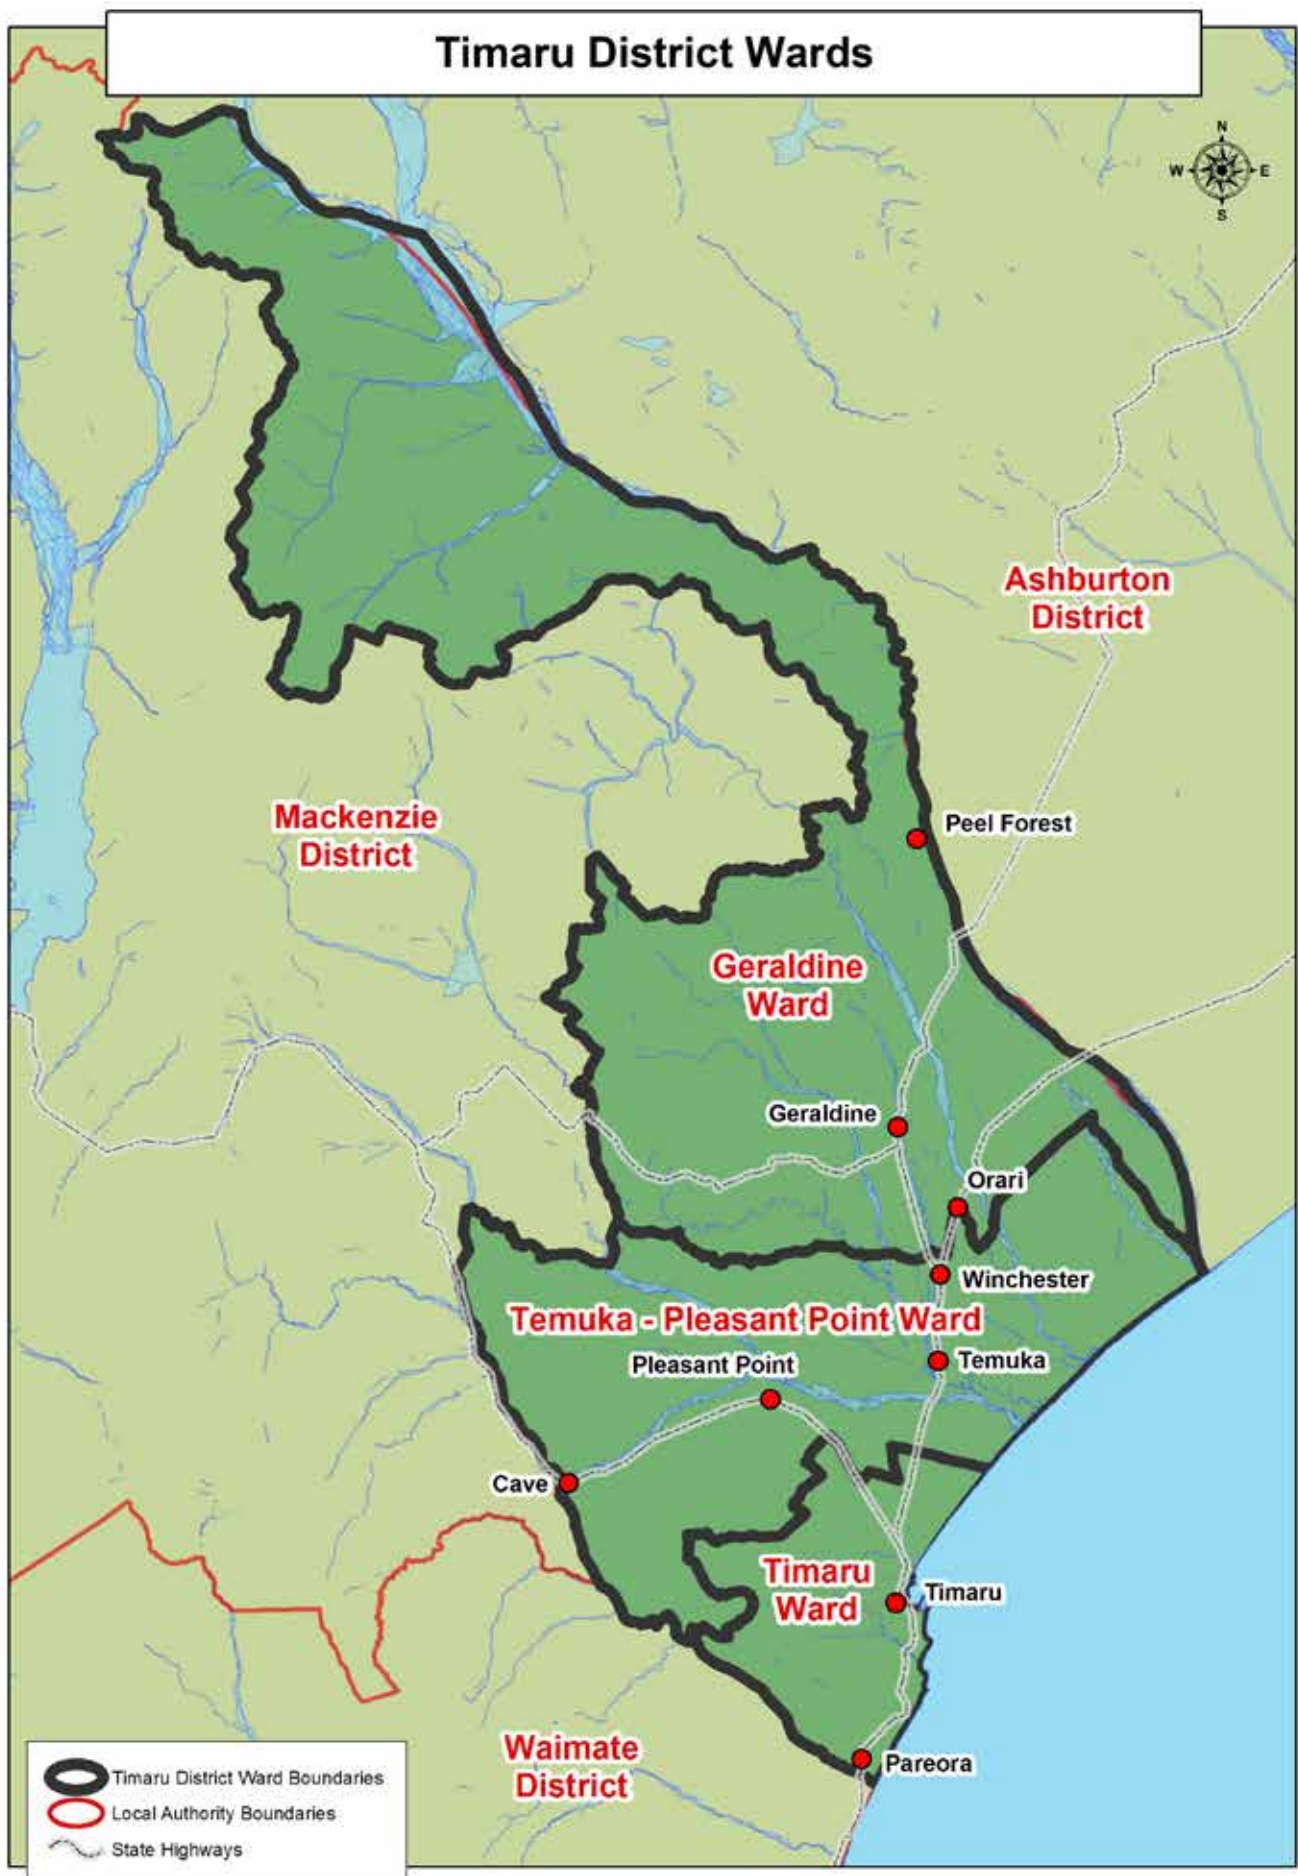 Timaru District Wards
N
W E
S
Ashburton
District
Mackenzie
District
Peel Forest
Geraldine
Ward
Geraldine
Orari
Winchester
Temuka - Pleasant Point Ward
Pleasant Point
Temuka
Cave
Timaru
Ward
Timaru
Waimate
District
Pareora
Timaru District Ward Boundaries
Local Authority Boundaries
State Highways